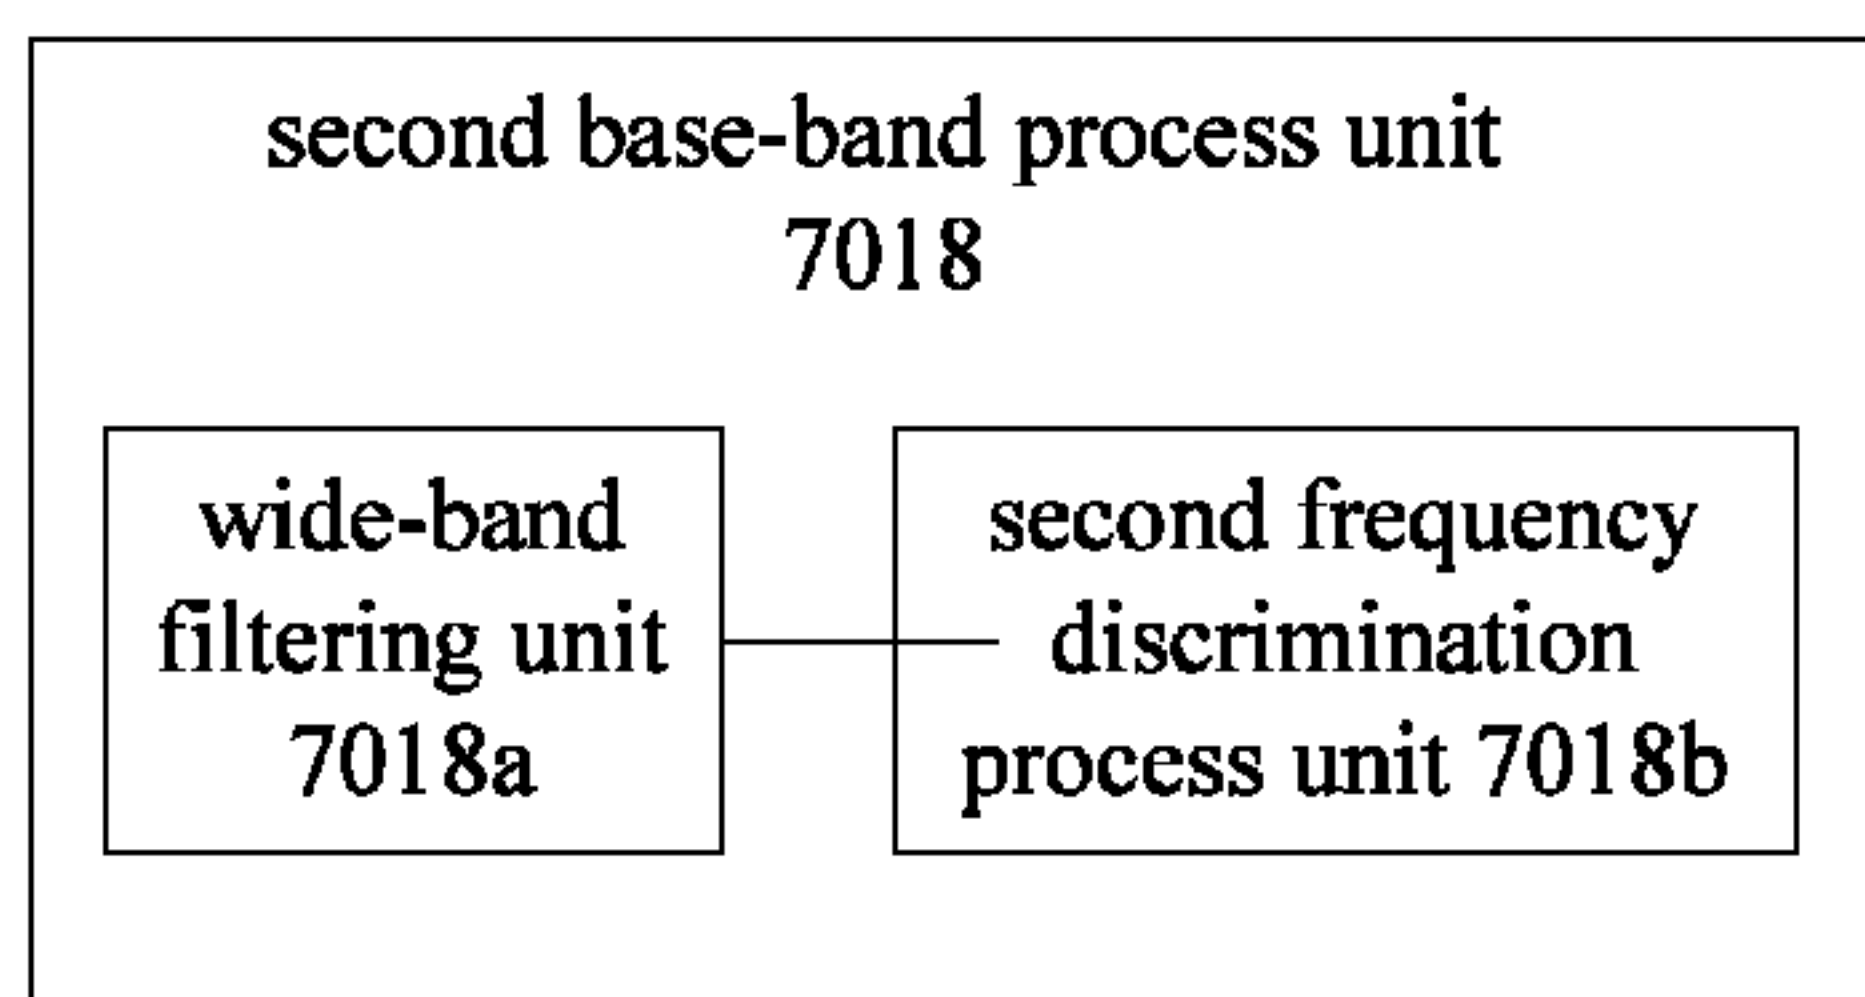 second base-band process unit
7018
wide-band
filtering unit
7018a
second frequency
discrimination
process unit 7018b